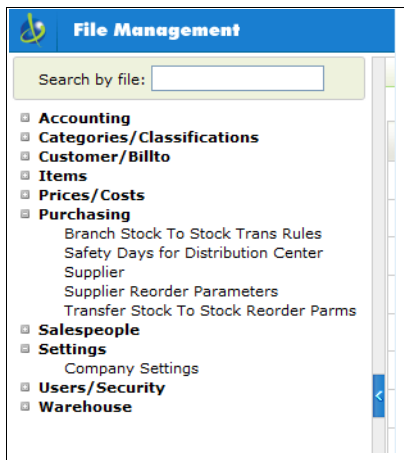 File Management
Search by file:
Accounting
Categories/Classifications
Customer/Billto
Items
Prices/Costs
Purchasing
Branch Stock To Stock Trans Rules
Safety Days for Distribution Center
Supplier
Supplier Reorder Parameters
Transfer Stock To Stock Reorder Parms
Salespeople
Settings
Company Settings
Users/Security
Warehouse